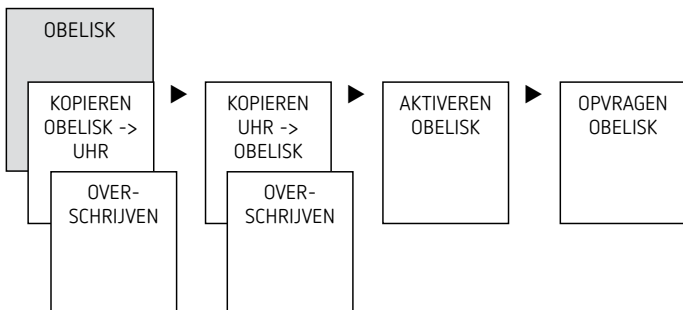 OBELISK
KOPIEREN
OBELISK ->
UHR
OVER-
SCHRIJVEN
KOPIEREN
UHR ->
OBELISK
OVER-
SCHRIJVEN
AKTIVEREN
OBELISK
OPVRAGEN
OBELISK